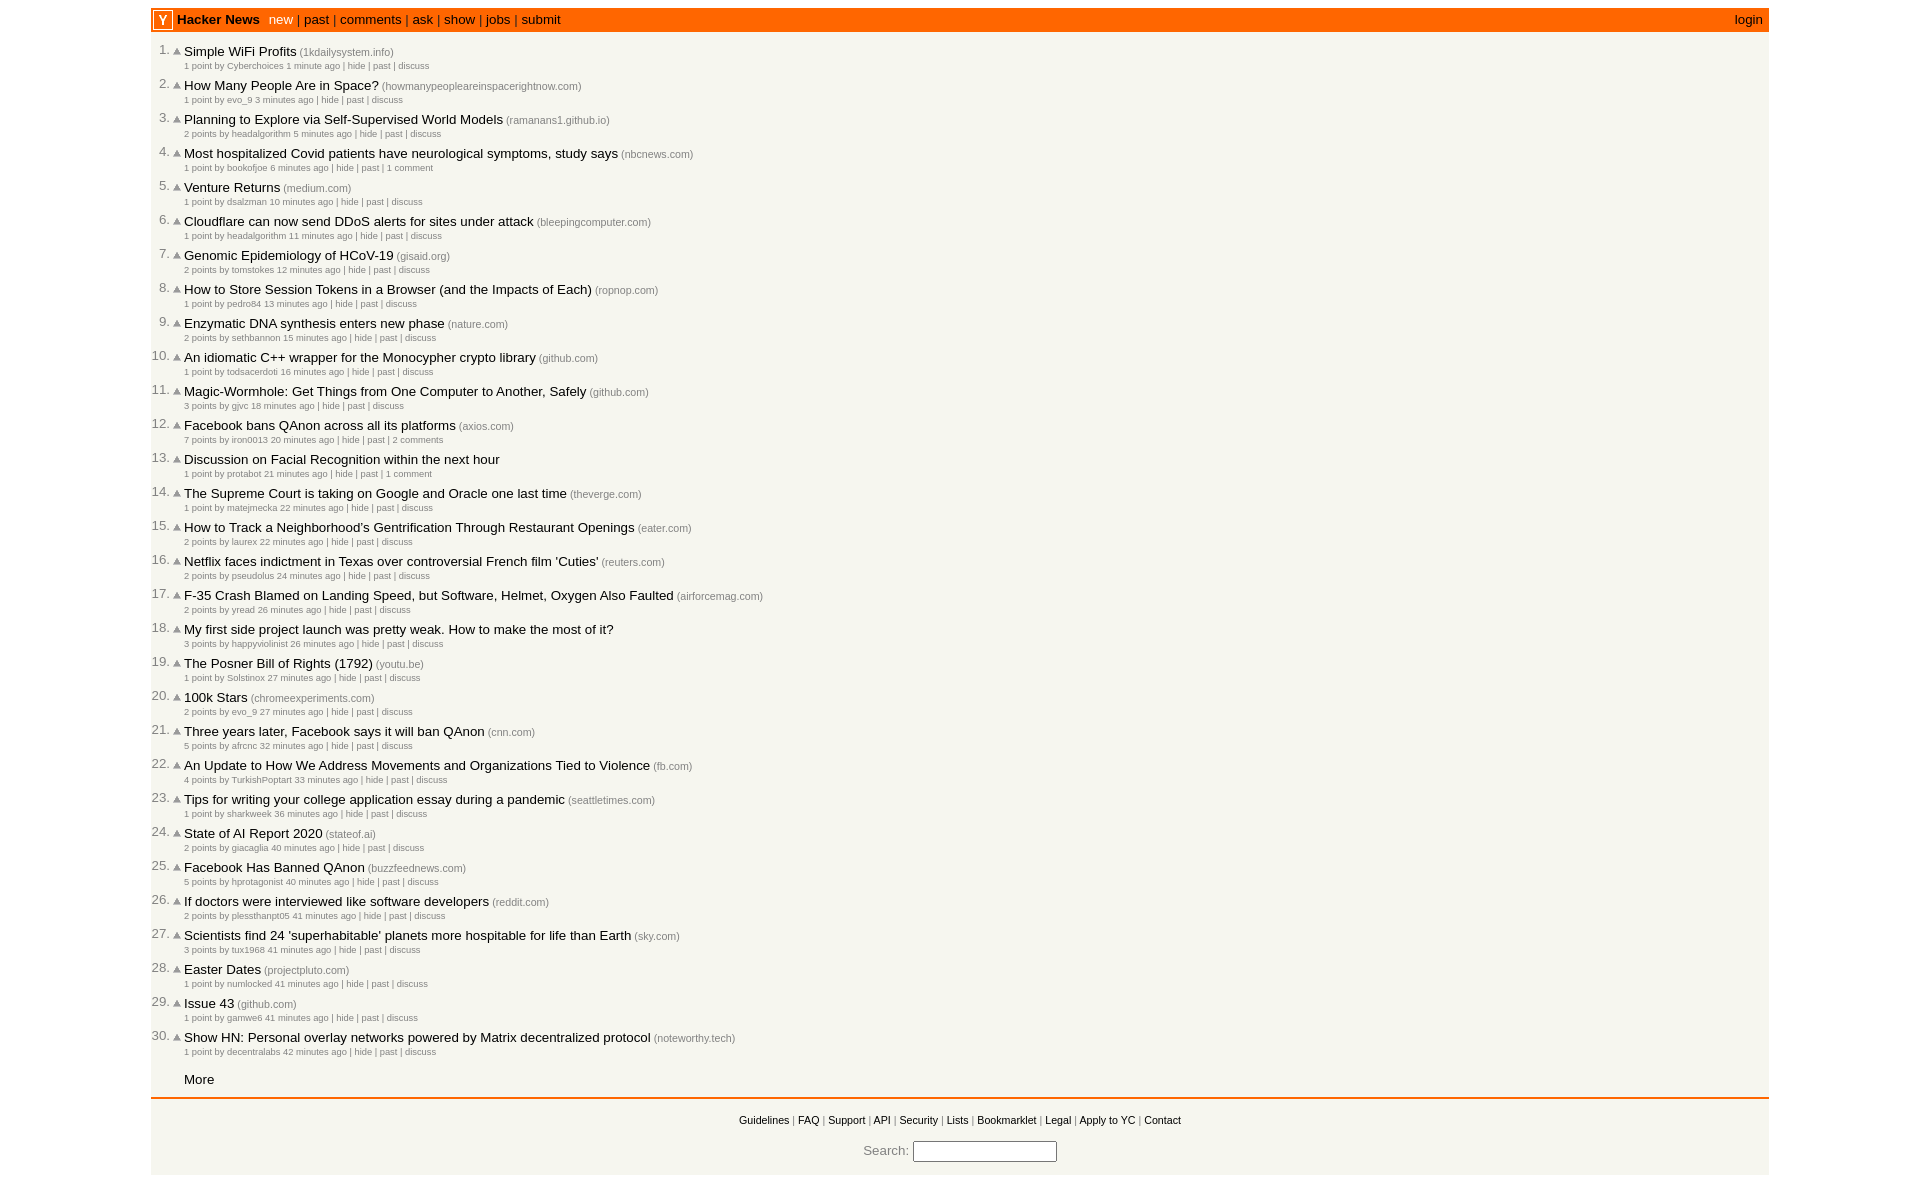 Y Hacker News new | past | comments | ask | show | jobs | submit login
1. Simple WiFi Profits (1kdailysystem.info)
1 point by Cyberchoices 1 minute ago | hide | past | discuss
2. How Many People Are in Space? (howmanypeopleareinspacerightnow.com)
1 point by evo_9 3 minutes ago | hide | past | discuss
3. Planning to Explore via Self-Supervised World Models (ramanans1.github.io)
2 points by headalgorithm 5 minutes ago | hide | past | discuss
4. Most hospitalized Covid patients have neurological symptoms, study says (nbcnews.com)
1 point by bookofjoe 6 minutes ago | hide | past | 1 comment
5. Venture Returns (medium.com)
1 point by dsalzman 10 minutes ago | hide | past | discuss
6. Cloudflare can now send DDoS alerts for sites under attack (bleepingcomputer.com)
1 point by headalgorithm 11 minutes ago | hide | past | discuss
7. Genomic Epidemiology of HCoV-19 (gisaid.org)
2 points by tomstokes 12 minutes ago | hide | past | discuss
8. How to Store Session Tokens in a Browser (and the Impacts of Each) (ropnop.com)
1 point by pedro84 13 minutes ago | hide | past | discuss
9. Enzymatic DNA synthesis enters new phase (nature.com)
2 points by sethbannon 15 minutes ago | hide | past | discuss
10. An idiomatic C++ wrapper for the Monocypher crypto library (github.com)
1 point by todsacerdoti 16 minutes ago | hide | past | discuss
11. Magic-Wormhole: Get Things from One Computer to Another, Safely (github.com)
3 points by gjvc 18 minutes ago | hide | past | discuss
12. Facebook bans QAnon across all its platforms (axios.com)
7 points by iron0013 20 minutes ago | hide | past | 2 comments
13. Discussion on Facial Recognition within the next hour
1 point by protabot 21 minutes ago | hide | past | 1 comment
14. The Supreme Court is taking on Google and Oracle one last time (theverge.com)
1 point by matejmecka 22 minutes ago | hide | past | discuss
15. How to Track a Neighborhood's Gentrification Through Restaurant Openings (eater.com)
2 points by laurex 22 minutes ago | hide | past | discuss
16. Netflix faces indictment in Texas over controversial French film 'Cuties' (reuters.com)
2 points by pseudolus 24 minutes ago | hide | past | discuss
17. F-35 Crash Blamed on Landing Speed, but Software, Helmet, Oxygen Also Faulted (airforcemag.com)
2 points by yread 26 minutes ago | hide | past | discuss
18. My first side project launch was pretty weak. How to make the most of it?
3 points by happyviolinist 26 minutes ago | hide | past | discuss
19. The Posner Bill of Rights (1792) (youtu.be)
1 point by Solstinox 27 minutes ago | hide | past | discuss
20. 100k Stars (chromeexperiments.com)
2 points by evo_9 27 minutes ago | hide | past | discuss
21. Three years later, Facebook says it will ban QAnon (cnn.com)
5 points by afrcnc 32 minutes ago | hide | past | discuss
22. An Update to How We Address Movements and Organizations Tied to Violence (fb.com)
4 points by TurkishPoptart 33 minutes ago | hide | past | discuss
23. Tips for writing your college application essay during a pandemic (seattletimes.com)
1 point by sharkweek 36 minutes ago | hide | past | discuss
24. State of AI Report 2020 (stateof.ai)
2 points by giacaglia 40 minutes ago | hide | past | discuss
25. Facebook Has Banned QAnon (buzzfeednews.com)
5 points by hprotagonist 40 minutes ago | hide | past | discuss
26. If doctors were interviewed like software developers (reddit.com)
2 points by plessthanpt05 41 minutes ago | hide | past | discuss
27. Scientists find 24 'superhabitable' planets more hospitable for life than Earth (sky.com)
3 points by tux1968 41 minutes ago | hide | past | discuss
28. Easter Dates (projectpluto.com)
1 point by numlocked 41 minutes ago | hide | past | discuss
29. Issue 43 (github.com)
1 point by gamwe6 41 minutes ago | hide | past | discuss
30. Show HN: Personal overlay networks powered by Matrix decentralized protocol (noteworthy.tech)
1 point by decentralabs 42 minutes ago | hide | past | discuss
More
Guidelines | FAQ | Support | API | Security | Lists | Bookmarklet | Legal | Apply to YC | Contact
Search: